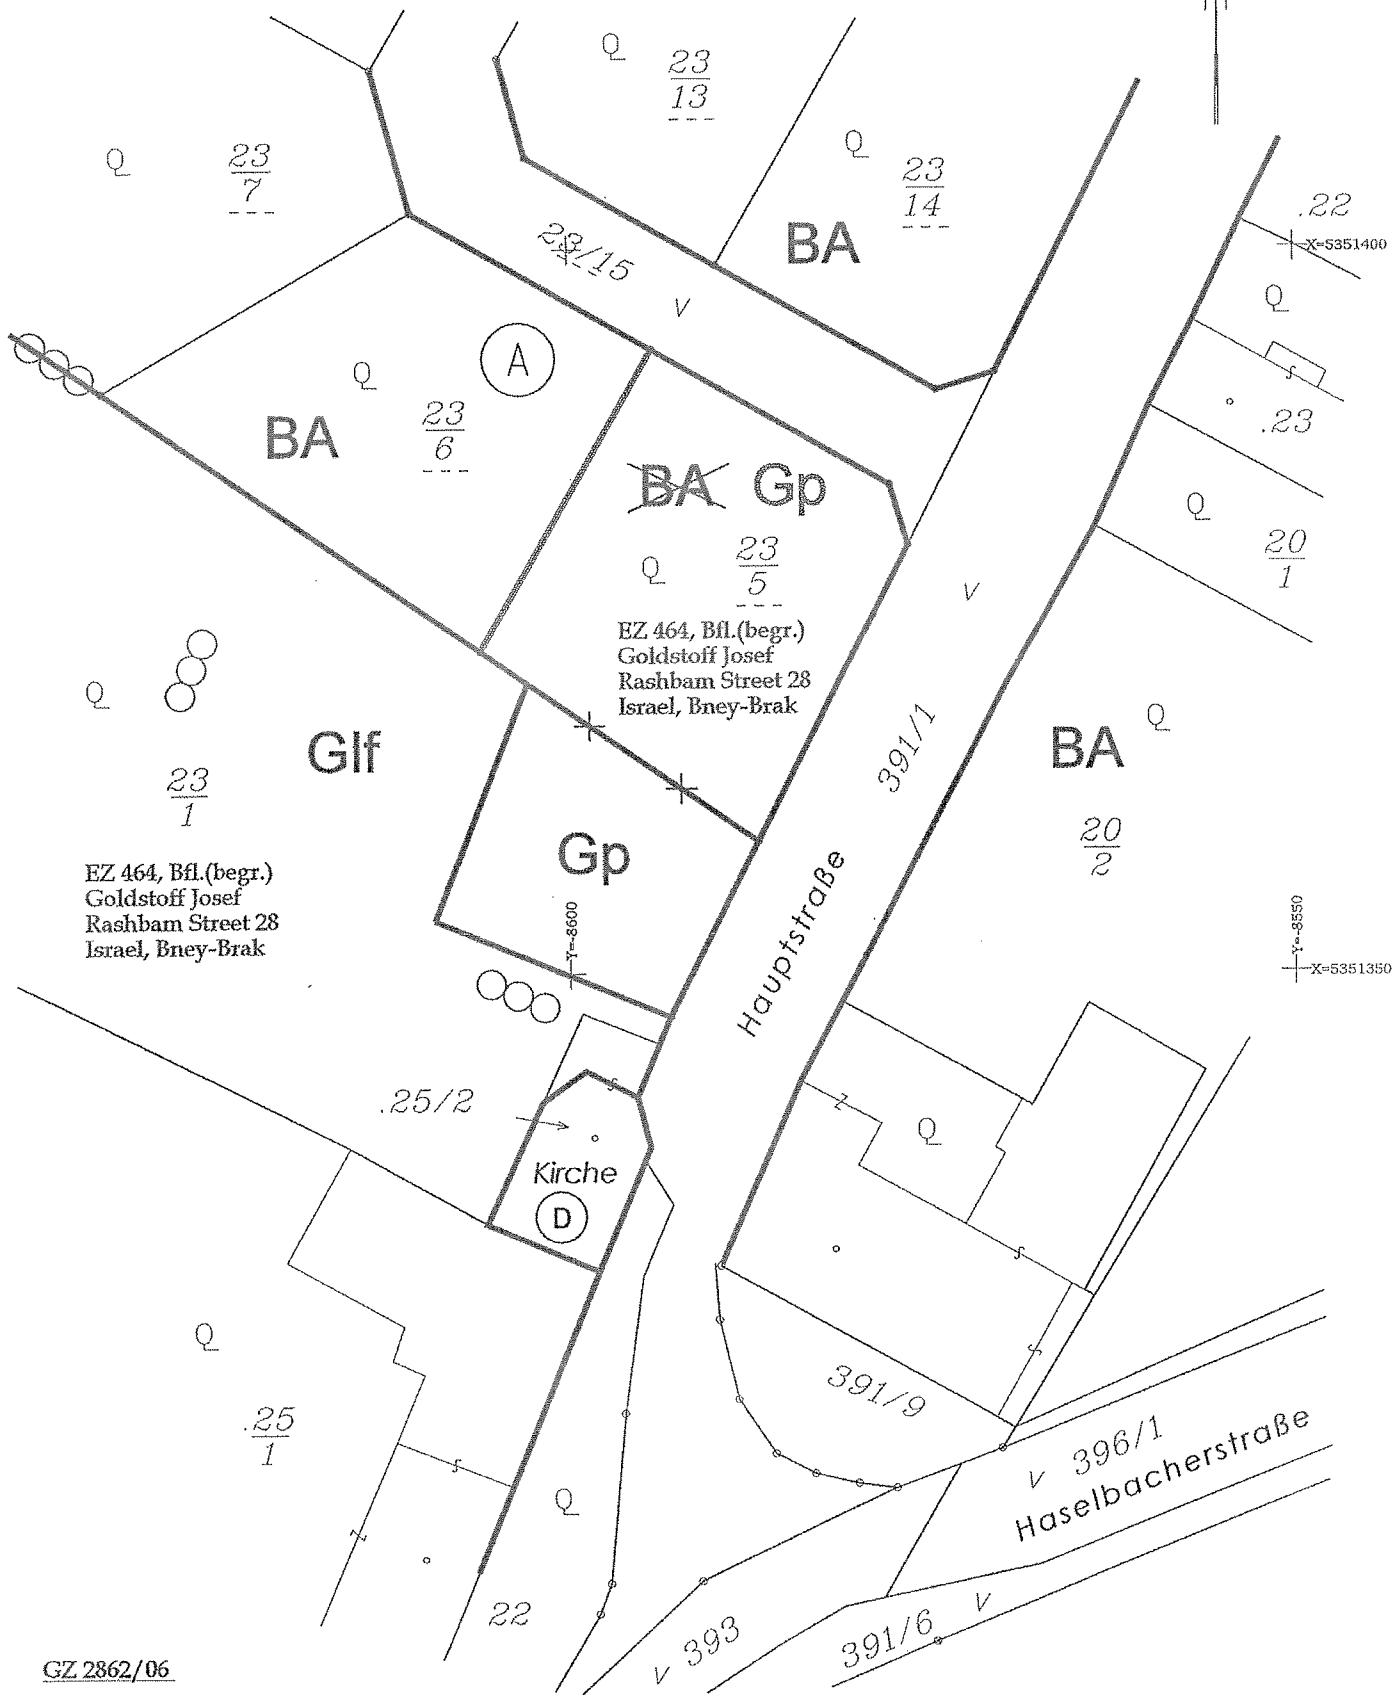 Q
23
13
Q
23
7
Q
23
14
.22
BA
X=5351400
23/15
V
Q
A
Q
BA
23
6
.23
BA Gp
Q
20
1
Q
23
5
V
EZ 464, Bfl.(begr.)
Goldstoff Josef
Rashbam Street 28
Israel, Bney-Brak
Q
Glf
23
1
391/1
Q
BA
20
2
Gp
EZ 464, Bfl.(begr.)
Goldstoff Josef
Rashbam Street 28
Israel, Bney-Brak
Y=-8600
Hauptstraße
Y=-8550
X=5351350
.25/2
Q
Kirche
D
Q
.25
1
391/9
Q
V 396/1
Haselbacherstraße
22
V 393
391/6 V
GZ 2862/06